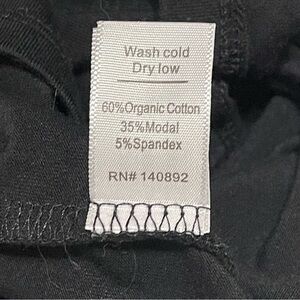 Wash cold
Dry low
60%Organic Cotton
35%Modal
5%Spandex
RN# 140892